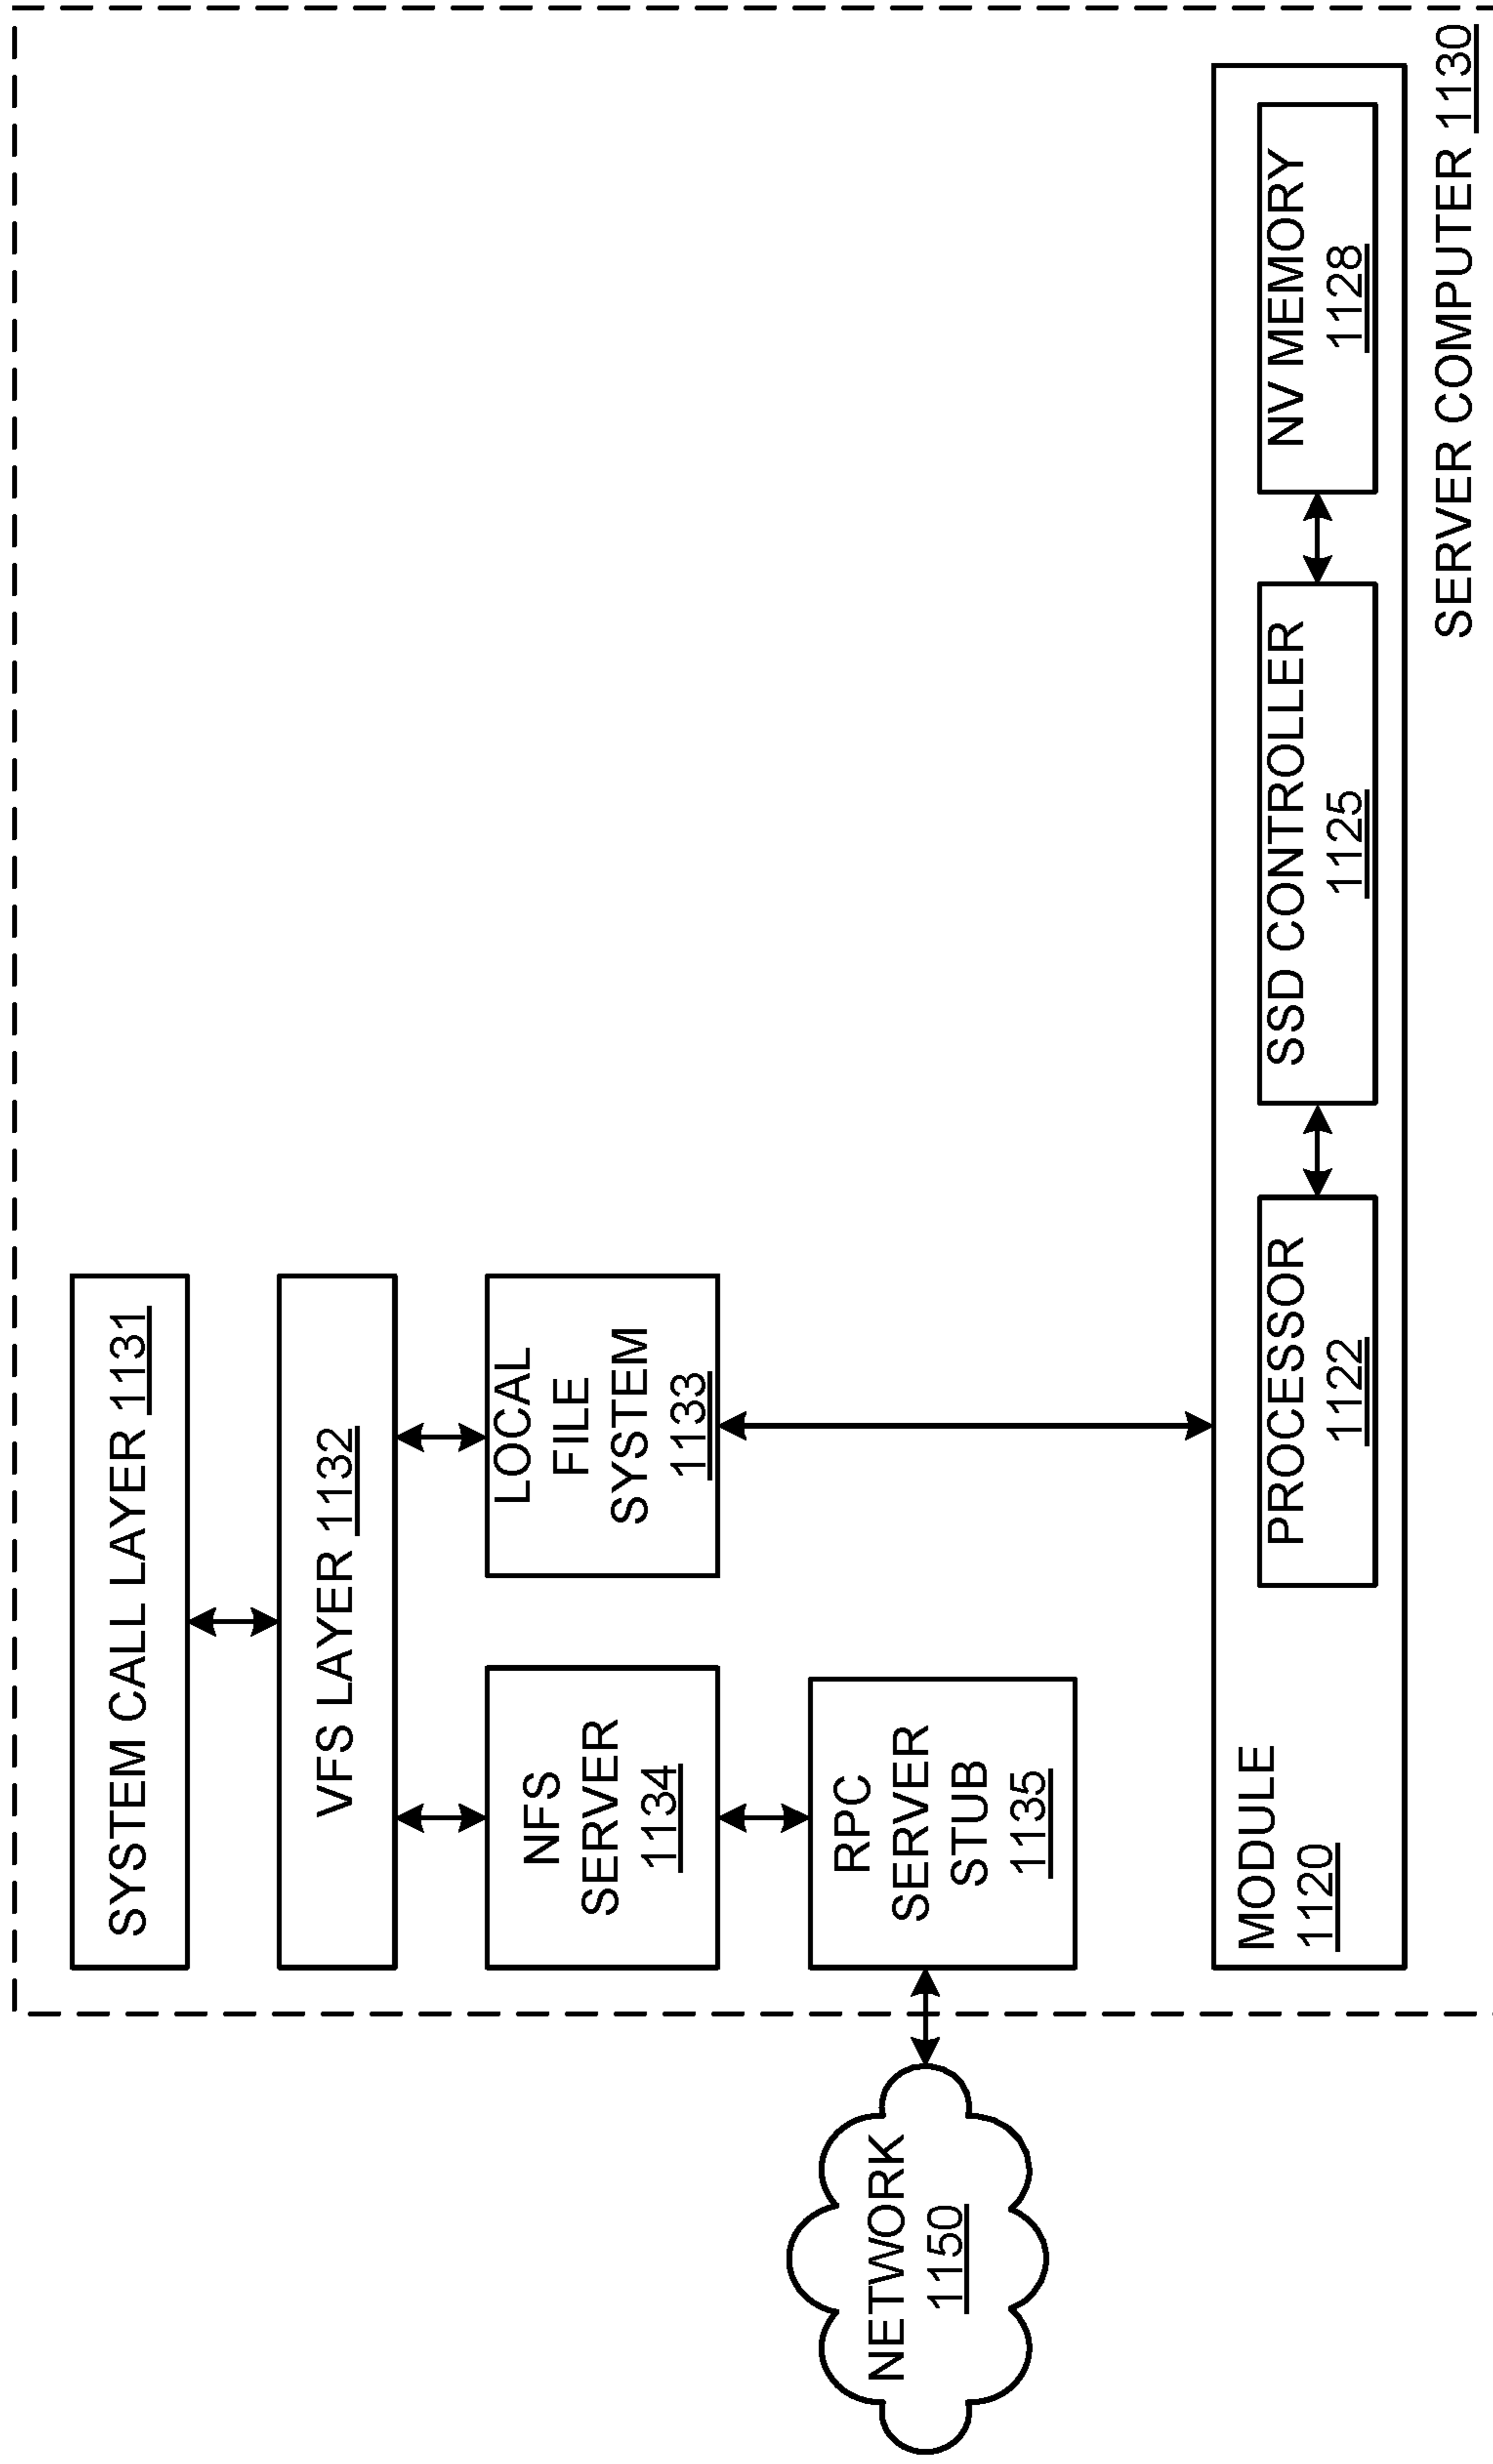 SYSTEM CALL LAYER 1131
VFS LAYER 1132
NFS
SERVER
1134
LOCAL
FILE
SYSTEM
1133
RPC
SERVER
STUB
1135
NETWORK
1150
MODULE
1120
PROCESSOR
1122
SSD CONTROLLER
1125
NV MEMORY
1128
SERVER COMPUTER 1130